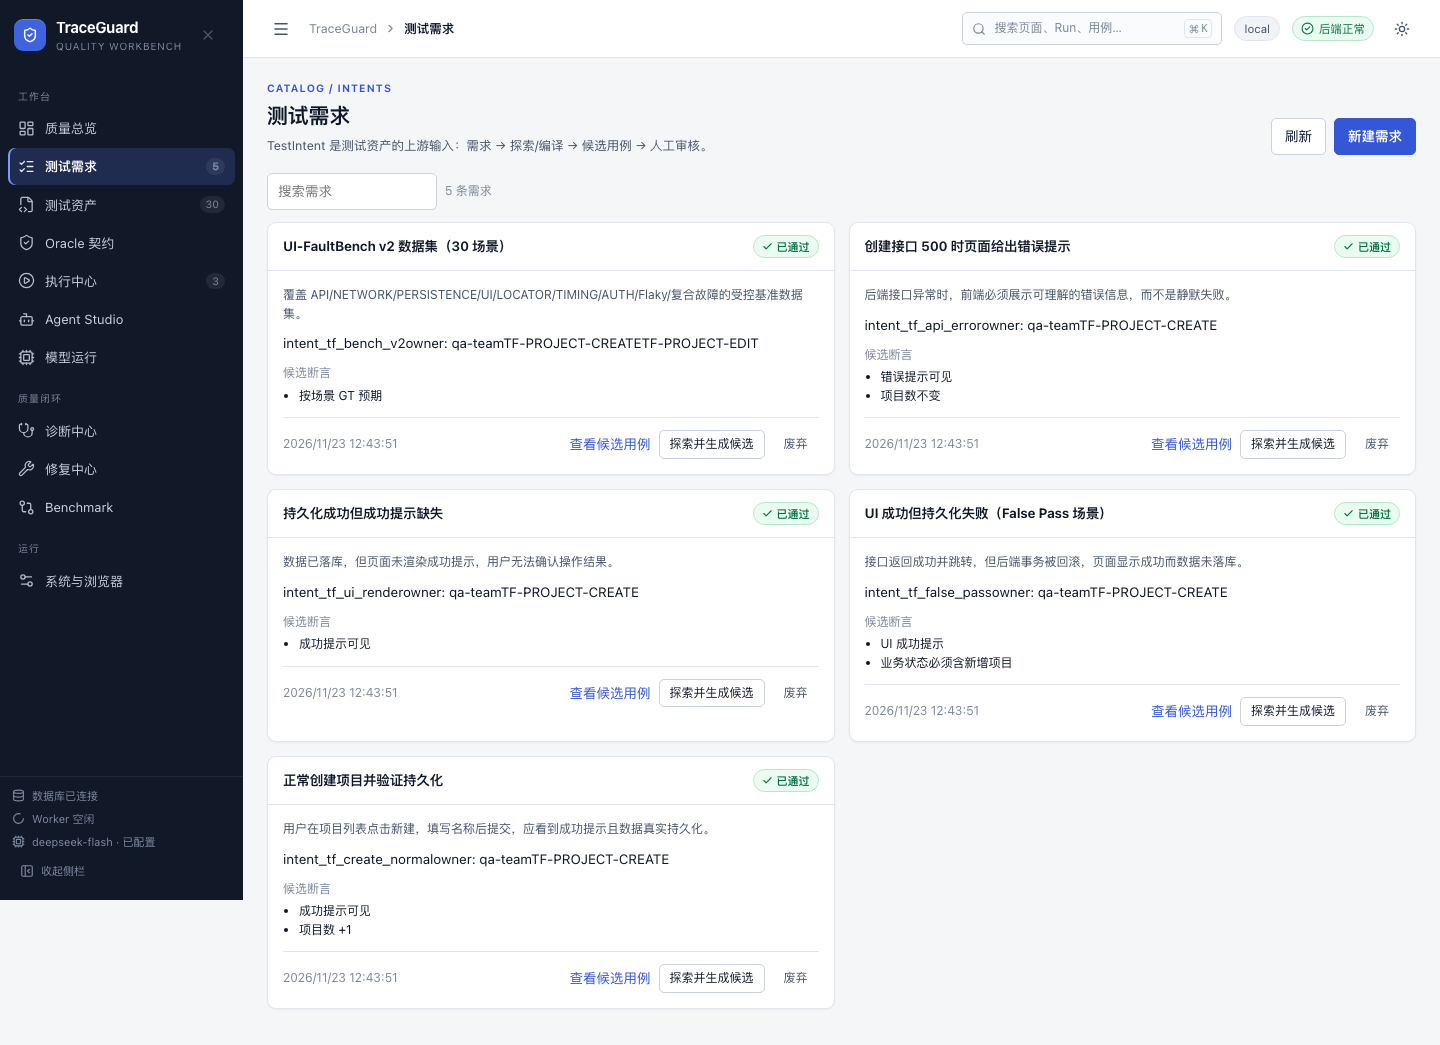 TraceGuard
QUALITY WORKBENCH
工作台
质量总览
测试需求 5
测试资产 30
Oracle 契约
执行中心 3
Agent Studio
模型运行
质量闭环
诊断中心
修复中心
Benchmark
运行
系统与浏览器
数据库已连接
Worker 空闲
deepseek-flash · 已配置
收起侧栏
TraceGuard > 测试需求
搜索页面、Run、用例... ⌘K
local
后端正常
CATALOG / INTENTS
测试需求
TestIntent 是测试资产的上游输入：需求 → 探索/编译 → 候选用例 → 人工审核。
刷新
新建需求
搜索需求
5 条需求
UI-FaultBench v2 数据集（30 场景）
已通过
覆盖 API/NETWORK/PERSISTENCE/UI/LOCATOR/TIMING/AUTH/Flaky/复合故障的受控基准数据
集。
intent_tf_bench_v2owner: qa-teamTF-PROJECT-CREATETF-PROJECT-EDIT
候选断言
• 按场景 GT 预期
2026/11/23 12:43:51 查看候选用例 探索并生成候选 废弃
创建接口 500 时页面给出错误提示
已通过
后端接口异常时，前端必须展示可理解的错误信息，而不是静默失败。
intent_tf_api_errorowner: qa-teamTF-PROJECT-CREATE
候选断言
• 错误提示可见
• 项目数不变
2026/11/23 12:43:51 查看候选用例 探索并生成候选 废弃
持久化成功但成功提示缺失
已通过
数据已落库，但页面未渲染成功提示，用户无法确认操作结果。
intent_tf_ui_renderowner: qa-teamTF-PROJECT-CREATE
候选断言
• 成功提示可见
2026/11/23 12:43:51 查看候选用例 探索并生成候选 废弃
UI 成功但持久化失败（False Pass 场景）
已通过
接口返回成功并跳转，但后端事务被回滚，页面显示成功而数据未落库。
intent_tf_false_passowner: qa-teamTF-PROJECT-CREATE
候选断言
• UI 成功提示
• 业务状态必须含新增项目
2026/11/23 12:43:51 查看候选用例 探索并生成候选 废弃
正常创建项目并验证持久化
已通过
用户在项目列表点击新建，填写名称后提交，应看到成功提示且数据真实持久化。
intent_tf_create_normalowner: qa-teamTF-PROJECT-CREATE
候选断言
• 成功提示可见
• 项目数 +1
2026/11/23 12:43:51 查看候选用例 探索并生成候选 废弃